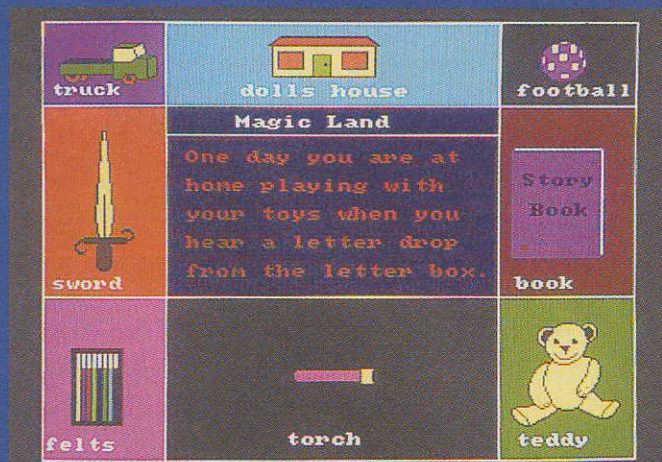 truck
dolls house
football
Magic Land
One day you are at
home playing with
your toys when you
hear a letter drop
from the letter box.
sword
Story
Book
book
felts
torch
teddy